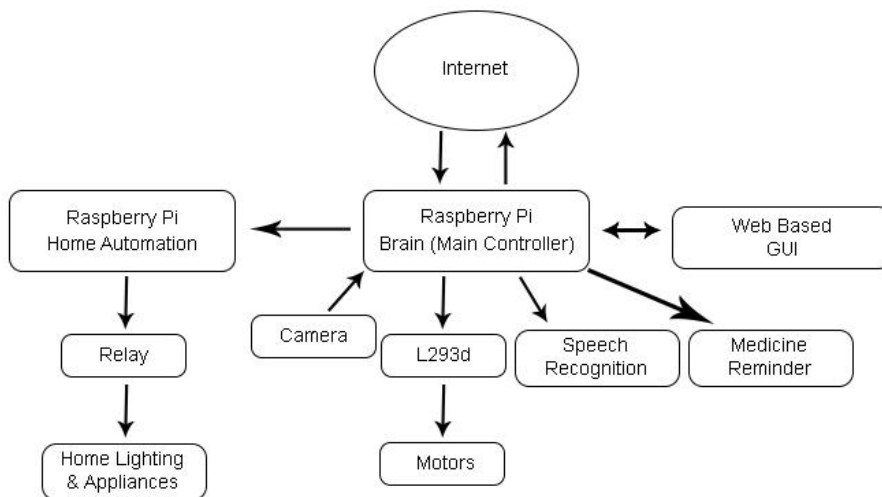 Internet
Raspberry Pi
Home Automation
Raspberry Pi
Brain (Main Controller)
Web Based
GUI
Camera
Relay
L293d
Speech
Recognition
Medicine
Reminder
Home Lighting
& Appliances
Motors